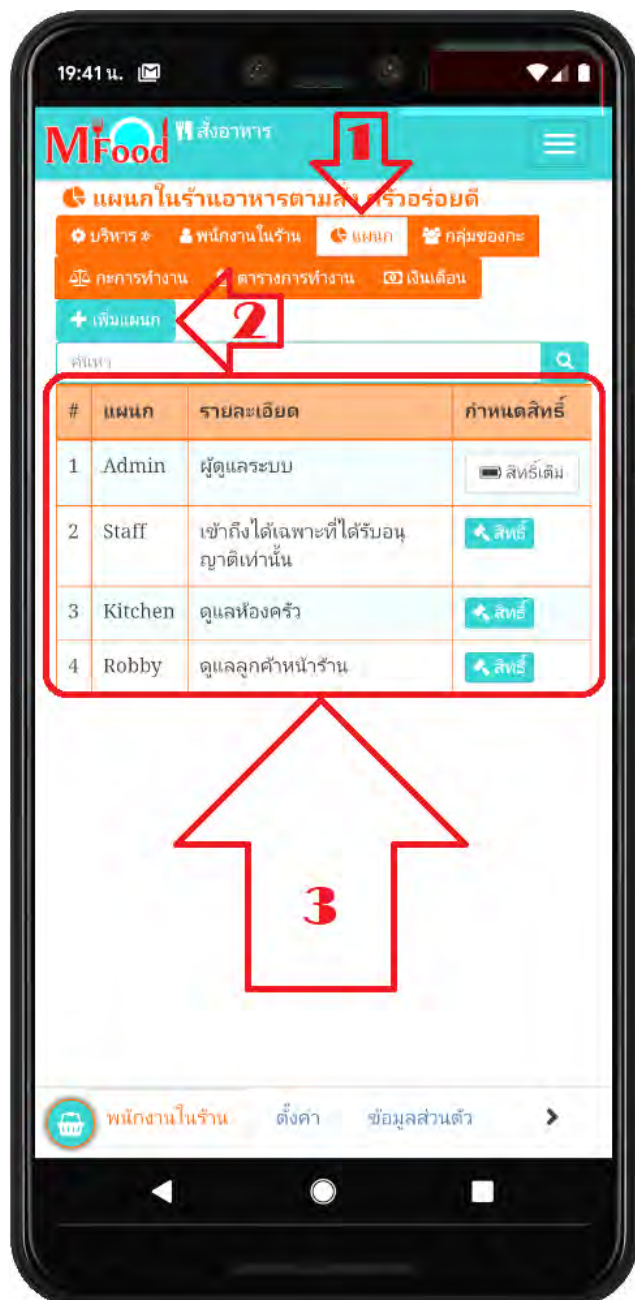 19:41 น.
MFood สั่งอาหาร
1
แผนกในร้านอาหารตามสั่ง ครัวอร่อยดี
บริหาร » พนักงานในร้าน แผนก กลุ่มของกะ
กะการทำงาน ตารางการทำงาน เงินเดือน
+ เพิ่มแผนก
2
ค้นหา
# แผนก รายละเอียด กำหนดสิทธิ์
1 Admin ผู้ดูแลระบบ สิทธิ์เต็ม
2 Staff เข้าถึงได้เฉพาะที่ได้รับอนุ สิทธิ์
ญาติเท่านั้น
3 Kitchen ดูแลห้องครัว สิทธิ์
4 Robby ดูแลลูกค้าหน้าร้าน สิทธิ์
3
พนักงานในร้าน ตั้งค่า ข้อมูลส่วนตัว